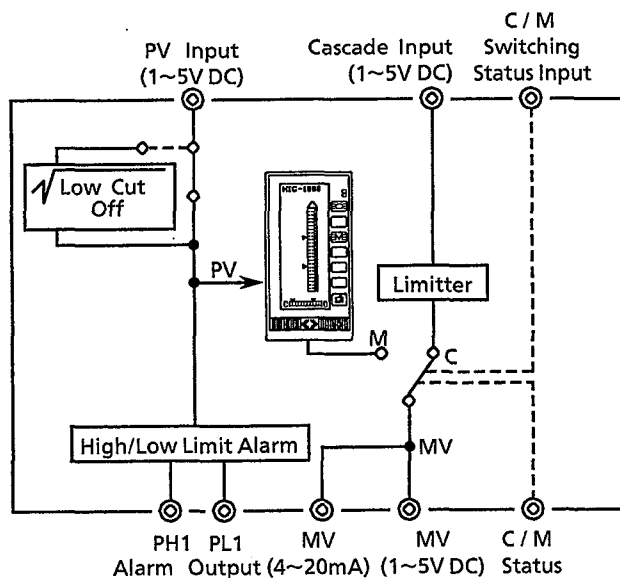 C / M
PV Input Cascade Input Switching
(1~5V DC) (1~5V DC) Status Input
√ Low Cut
Off
PV
Limitter
M
C
High/Low Limit Alarm
MV
PH1 PL1 MV MV C / M
Alarm Output (4~20mA) (1~5V DC) Status